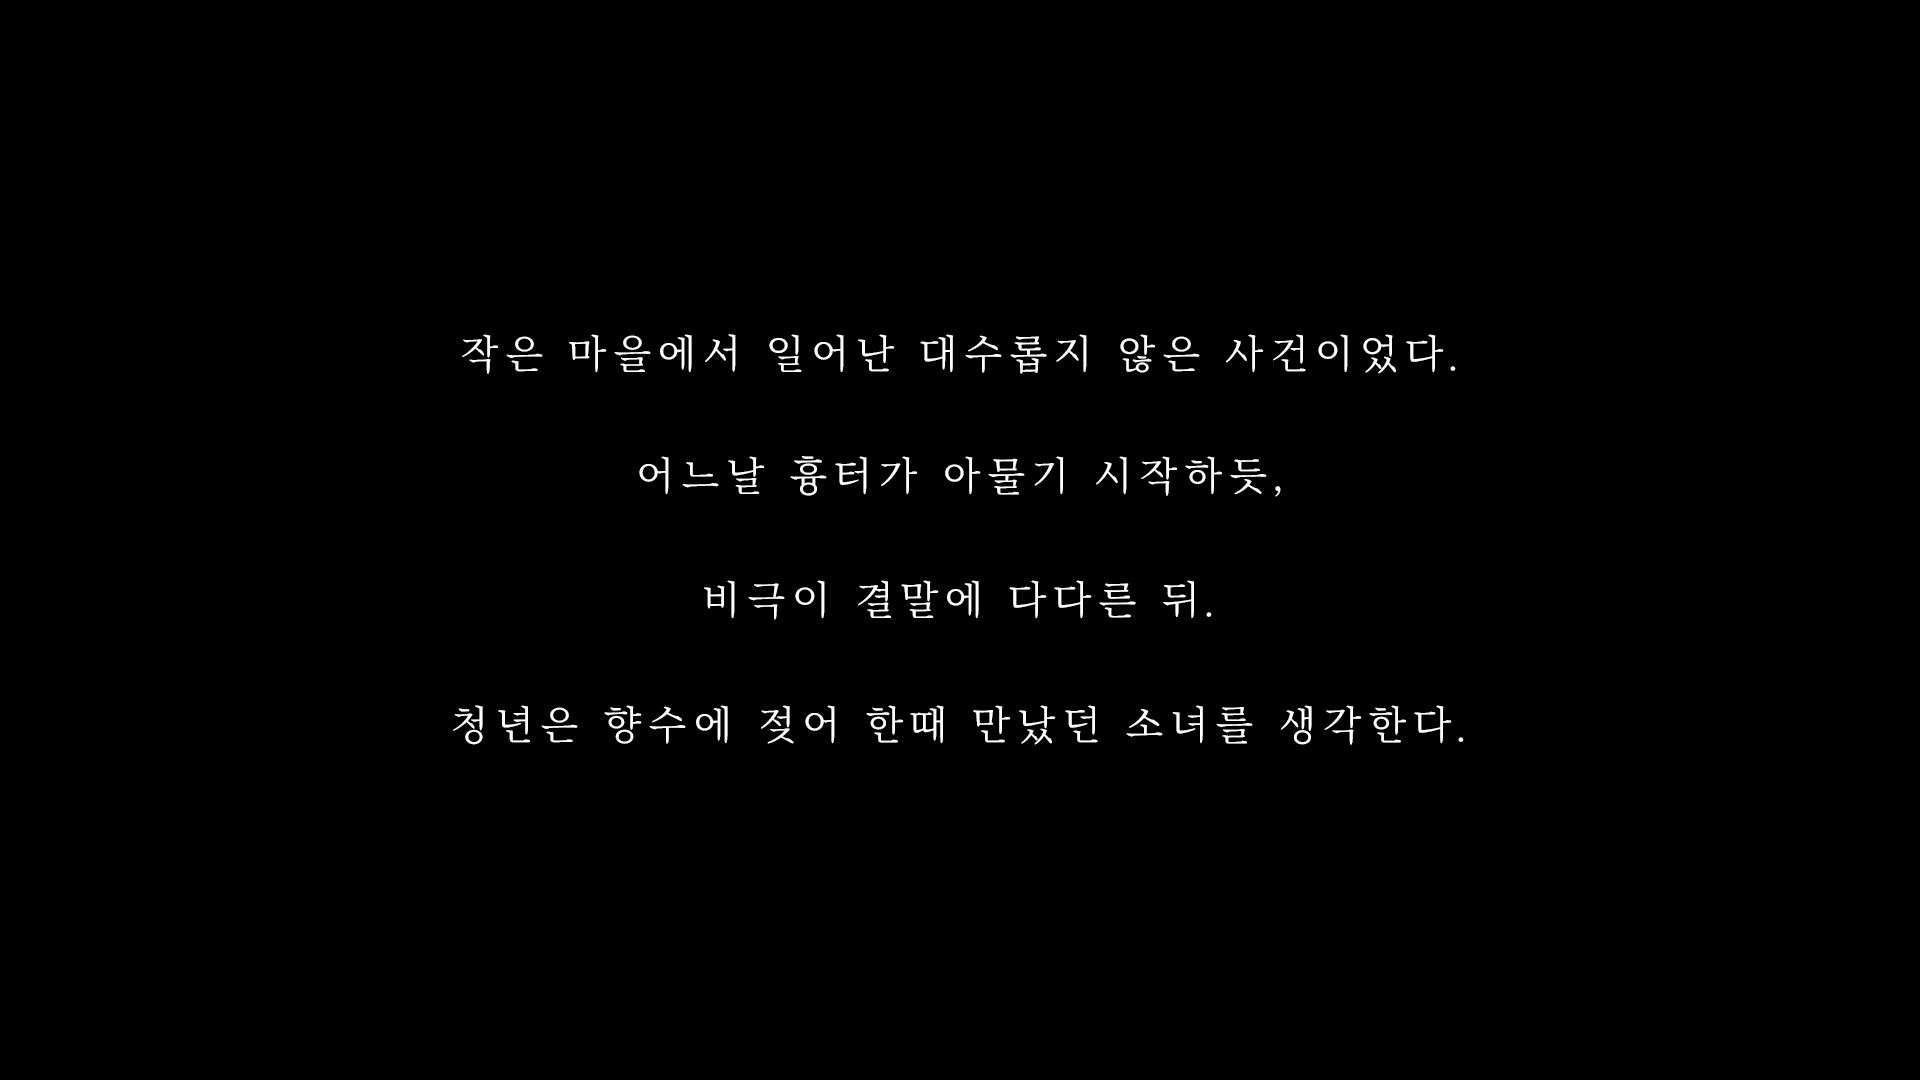 작은 마을에서 일어난 대수롭지 않은 사건이었다.
어느날 흉터가 아물기 시작하듯,
비극이 결말에 다다른 뒤.
청년은 향수에 젖어 한때 만났던 소녀를 생각한다.